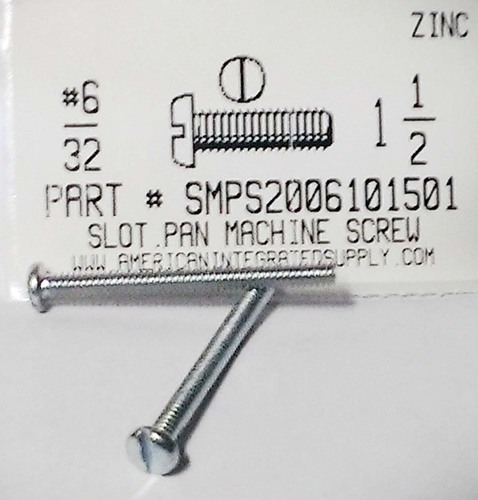 ZINC
#6
32
1 1/2
PART # SMPS2006101501
SLOT.PAN MACHINE SCREW
WWW.AMERICANINTEGRATEDSUPPLY.COM